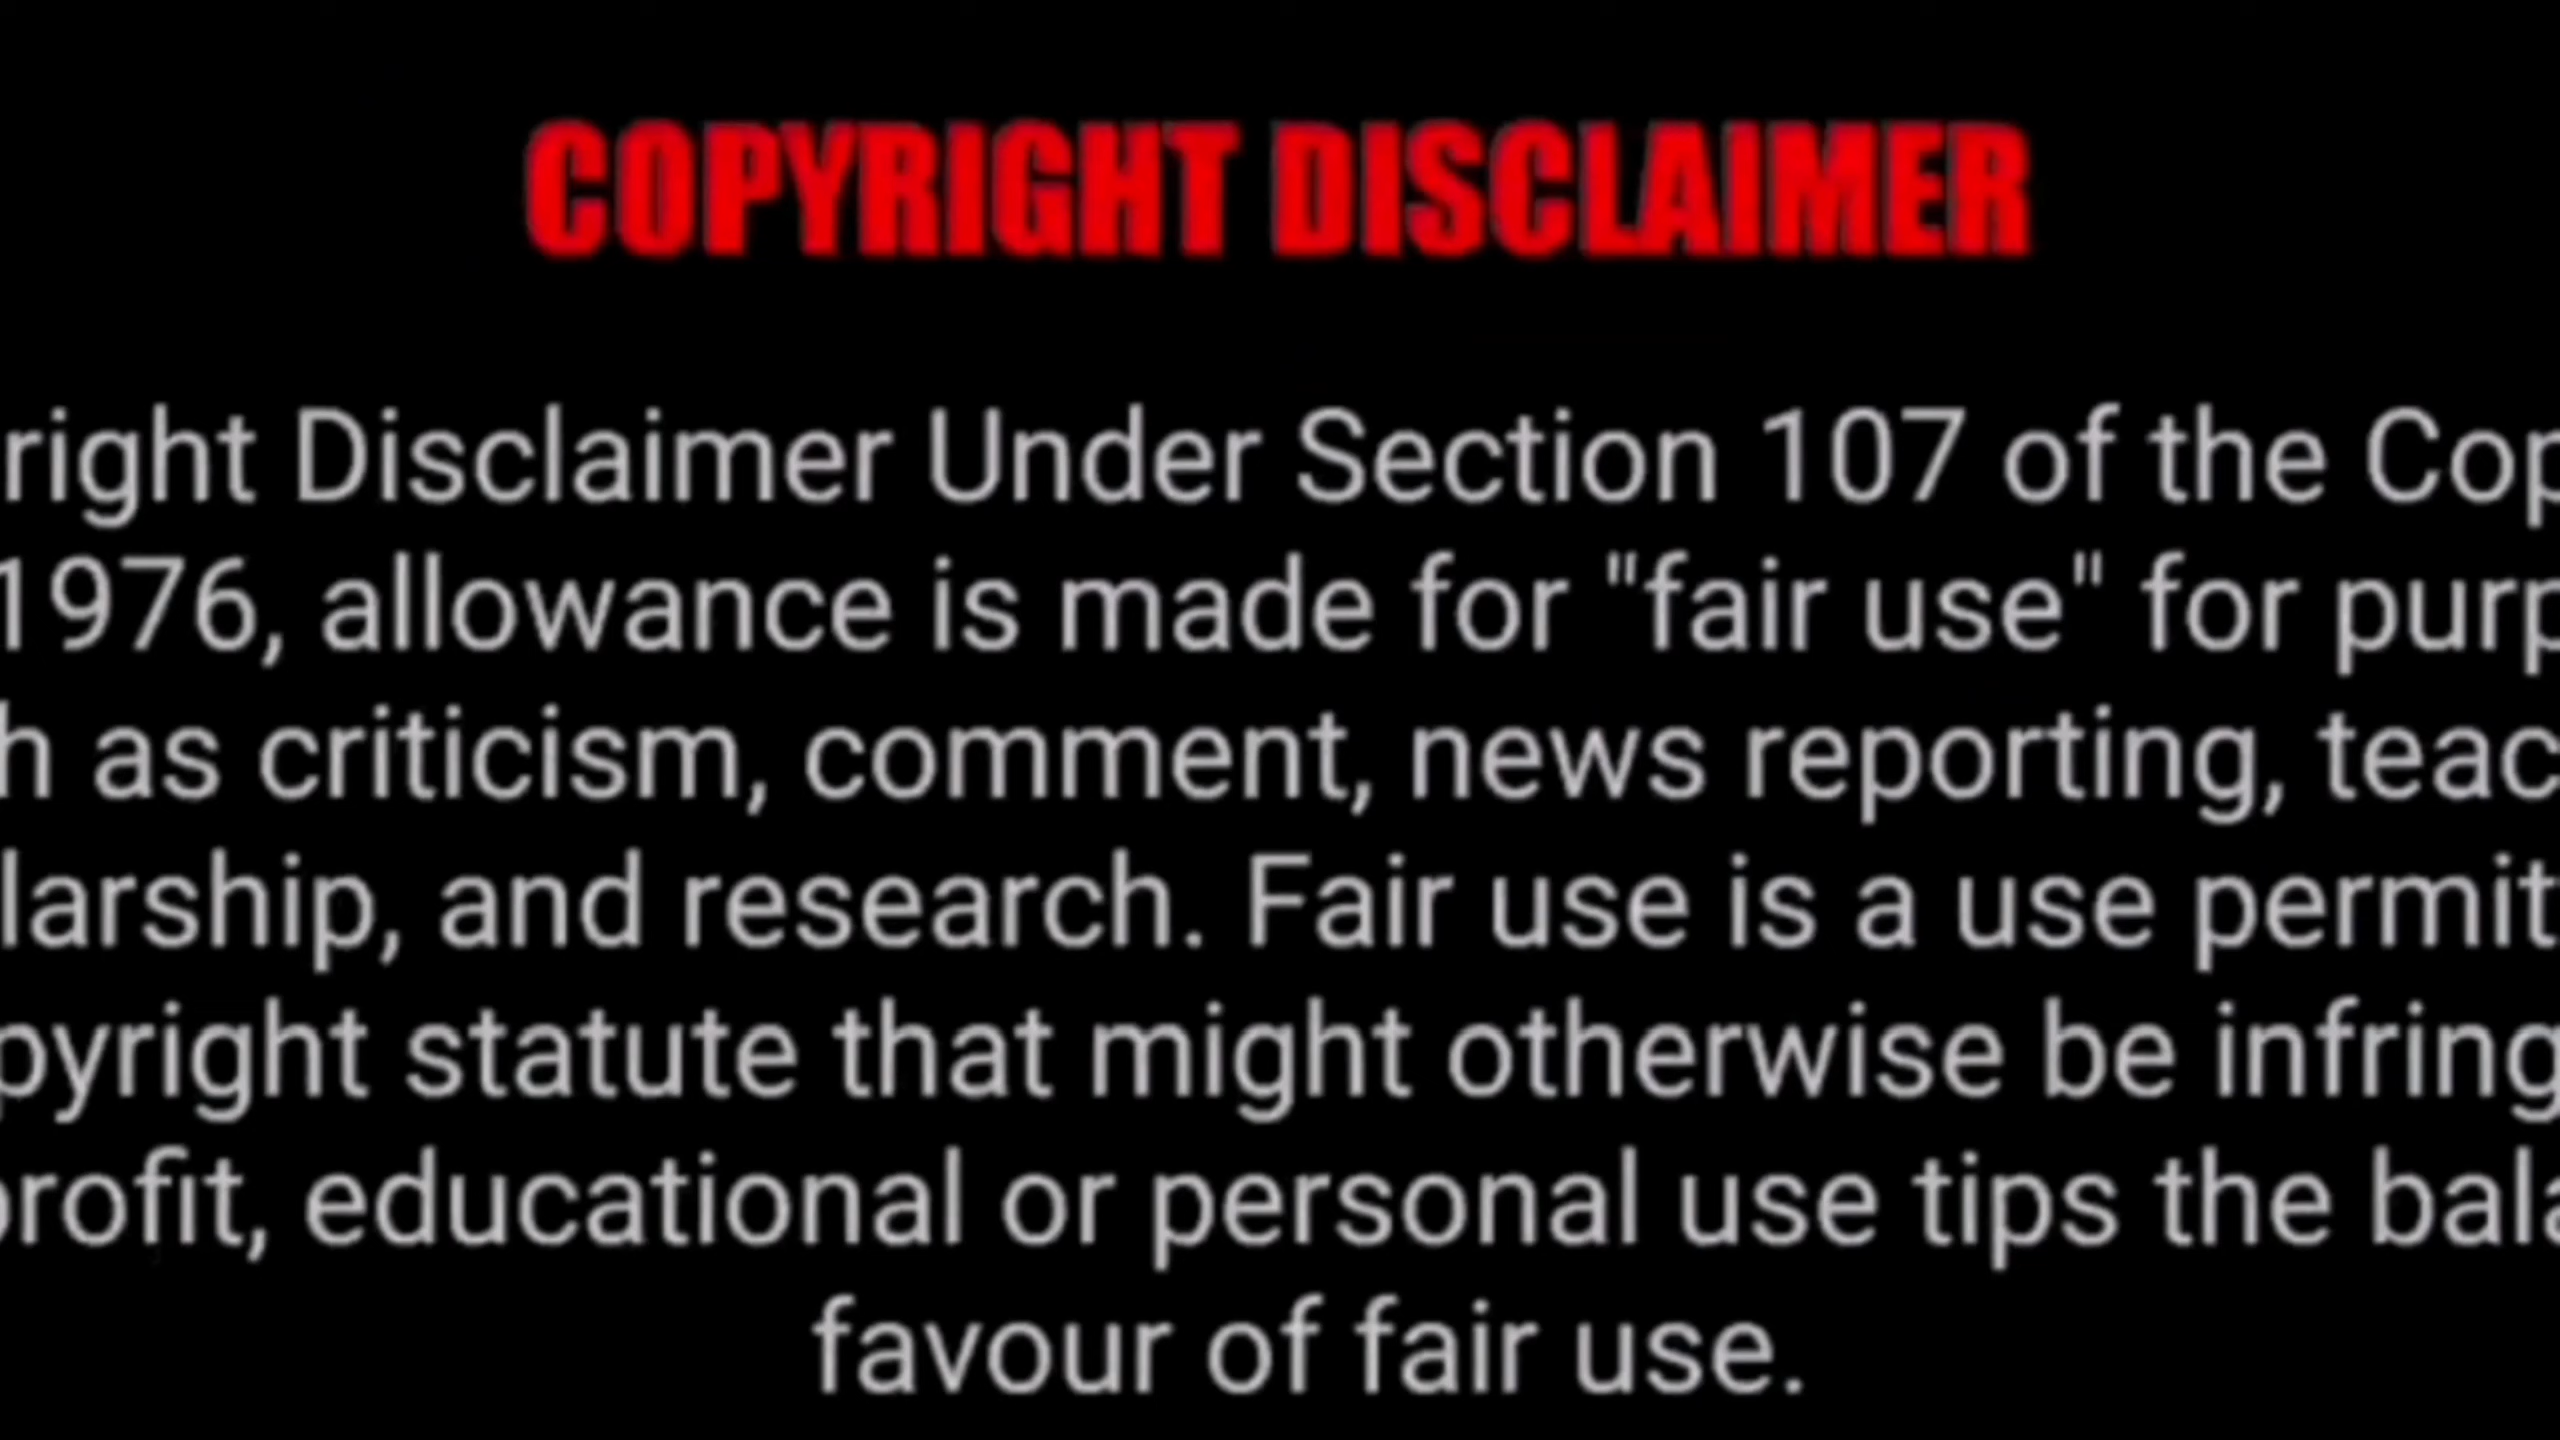 COPYRIGHT DISCLAIMER
right Disclaimer Under Section 107 of the Cop
1976, allowance is made for "fair use" for purp
h as criticism, comment, news reporting, teac
larship, and research. Fair use is a use permit
pyright statute that might otherwise be infring
profit, educational or personal use tips the bala
favour of fair use.